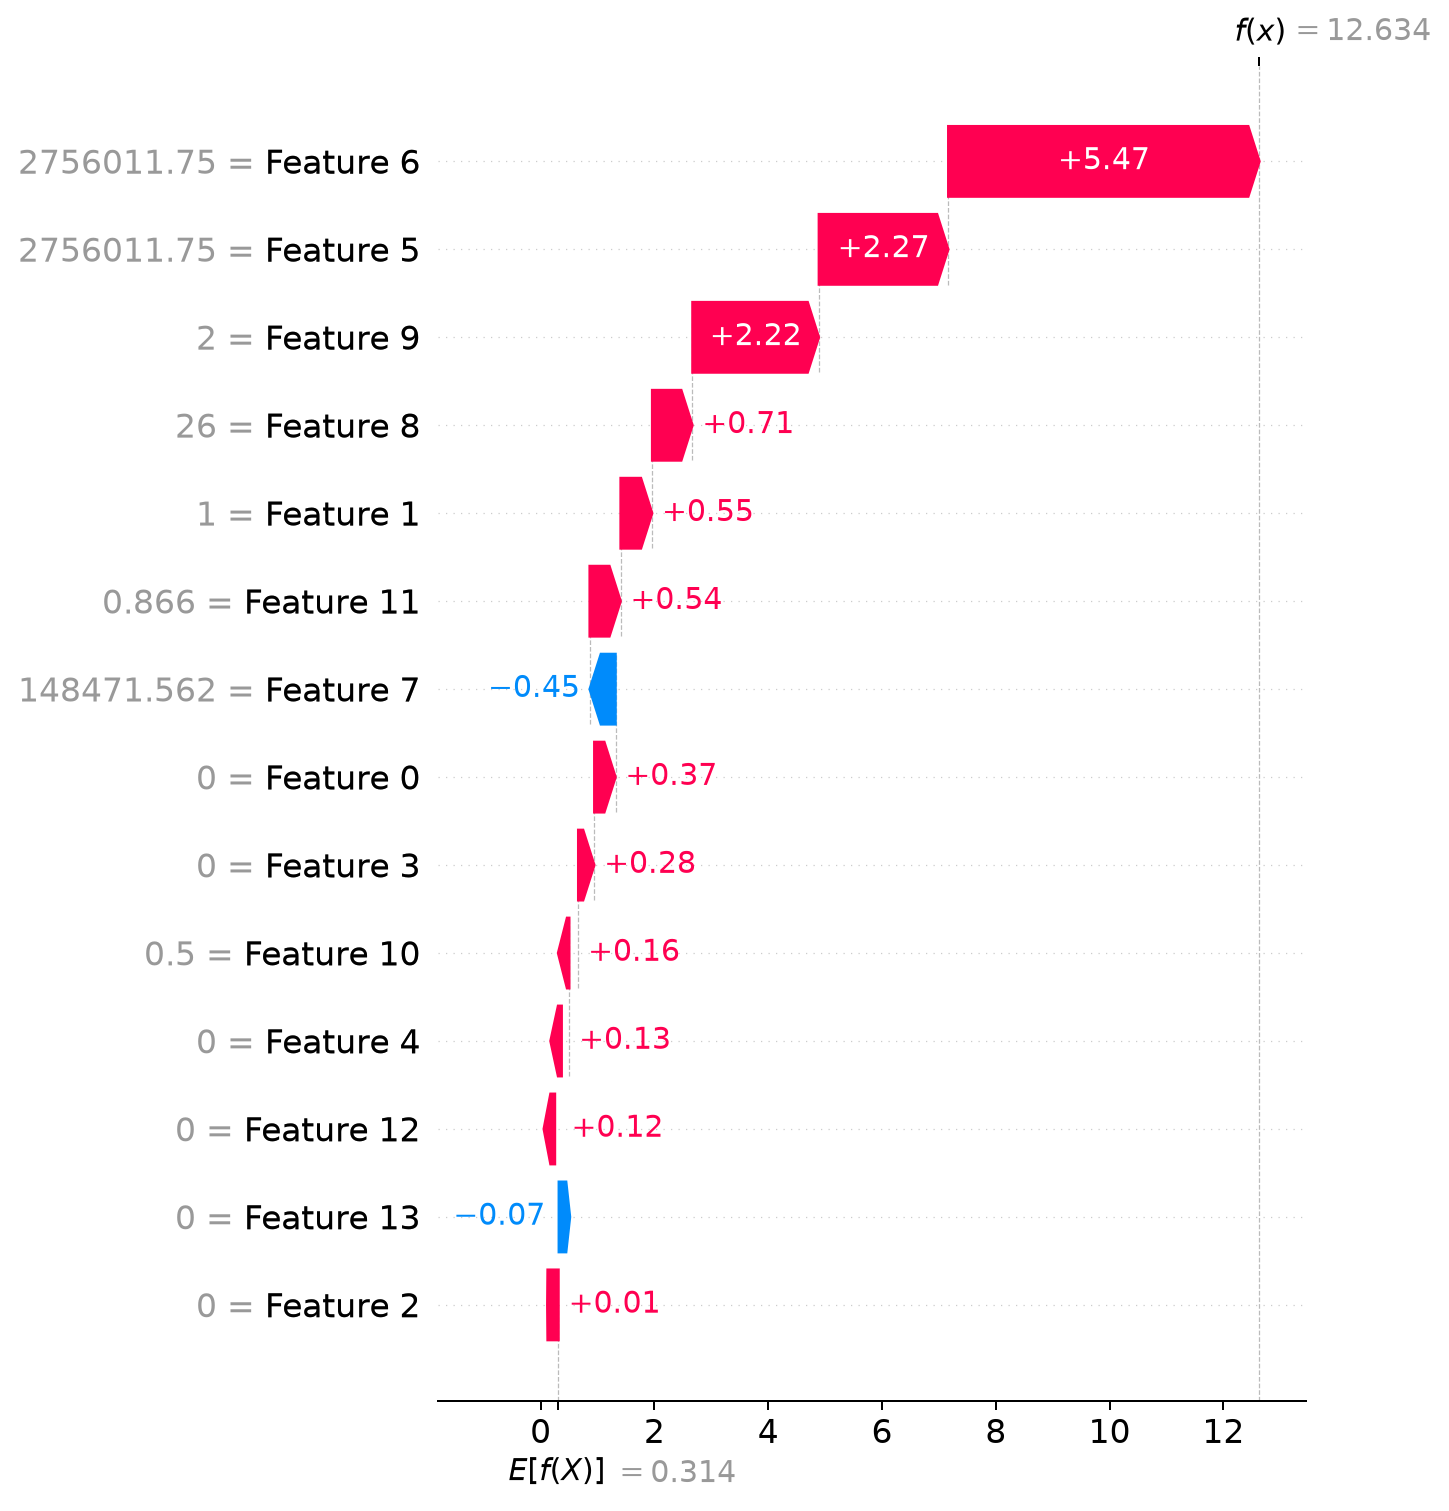 f(x) = 12.634
2756011.75 = Feature 6 +5.47
2756011.75 = Feature 5 +2.27
2 = Feature 9 +2.22
26 = Feature 8 +0.71
1 = Feature 1 +0.55
0.866 = Feature 11 +0.54
148471.562 = Feature 7 −0.45
0 = Feature 0 +0.37
0 = Feature 3 +0.28
0.5 = Feature 10 +0.16
0 = Feature 4 +0.13
0 = Feature 12 +0.12
0 = Feature 13 −0.07
0 = Feature 2 +0.01
0 2 4 6 8 10 12
E[f(X)] = 0.314